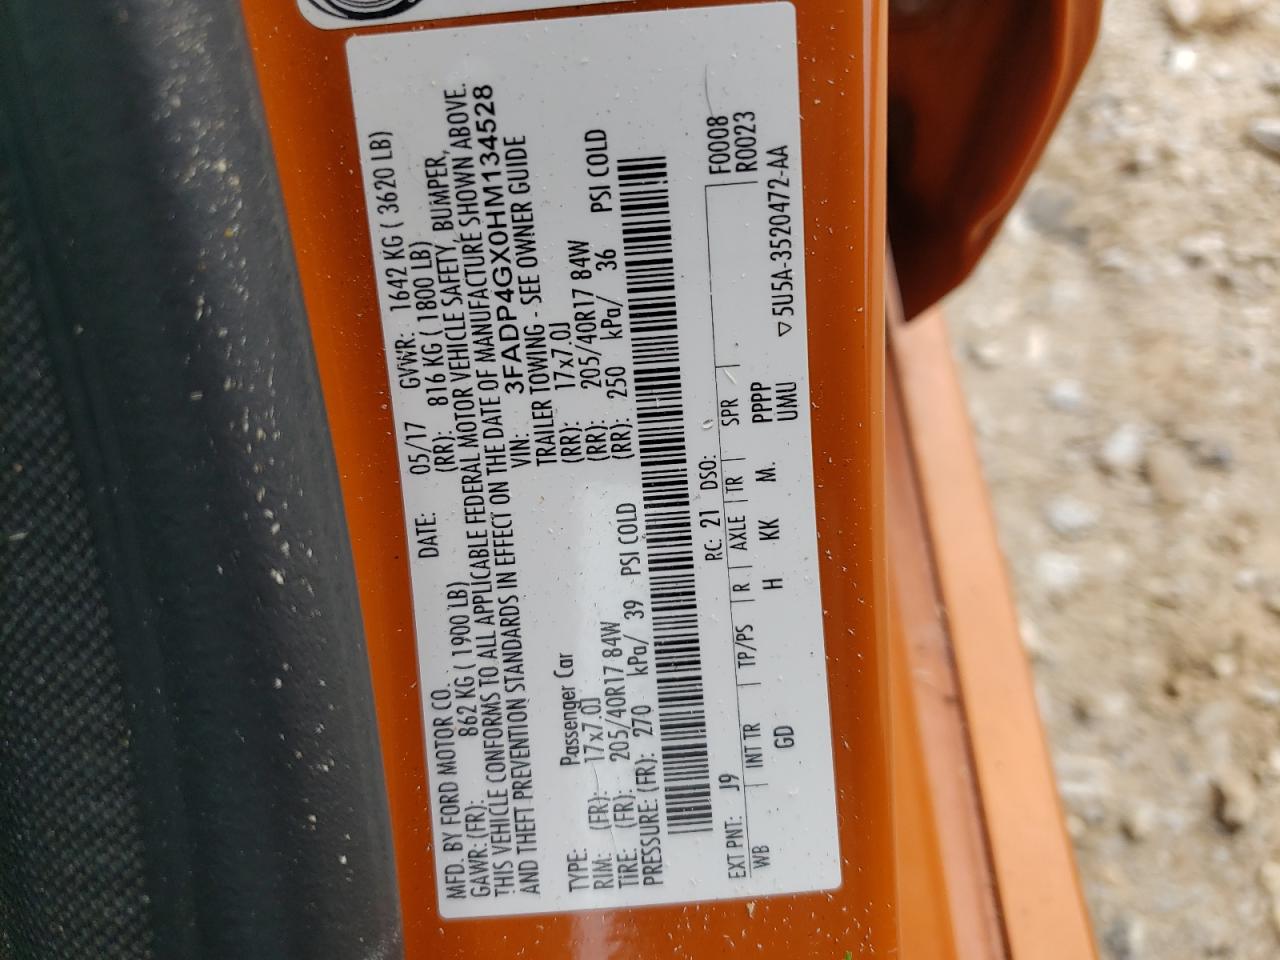 MFD. BY FORD MOTOR CO. DATE: 05/17 GVWR: 1642 KG ( 3620 LB)
GAWR: (FR): 862 KG ( 1900 LB) (RR): 816 KG ( 1800 LB)
THIS VEHICLE CONFORMS TO ALL APPLICABLE FEDERAL MOTOR VEHICLE SAFETY, BUMPER,
AND THEFT PREVENTION STANDARDS IN EFFECT ON THE DATE OF MANUFACTURE SHOWN ABOVE.
VIN: 3FADP4GX0HM134528
TYPE: Passenger Car TRAILER TOWING - SEE OWNER GUIDE
RIM: (FR): 17x7.0J (RR): 17x7.0J
TIRE: (FR): 205/40R17 84W (RR): 205/40R17 84W
PRESSURE: (FR): 270 kPa/ 39 PSI COLD (RR): 250 kPa/ 36 PSI COLD
EXT PNT: J9 RC: 21 DSO: F0008
WB INT TR TP/PS R AXLE TR SPR R0023
GD H KK M. PPPP
UMU ▽5U5A-3520472-AA